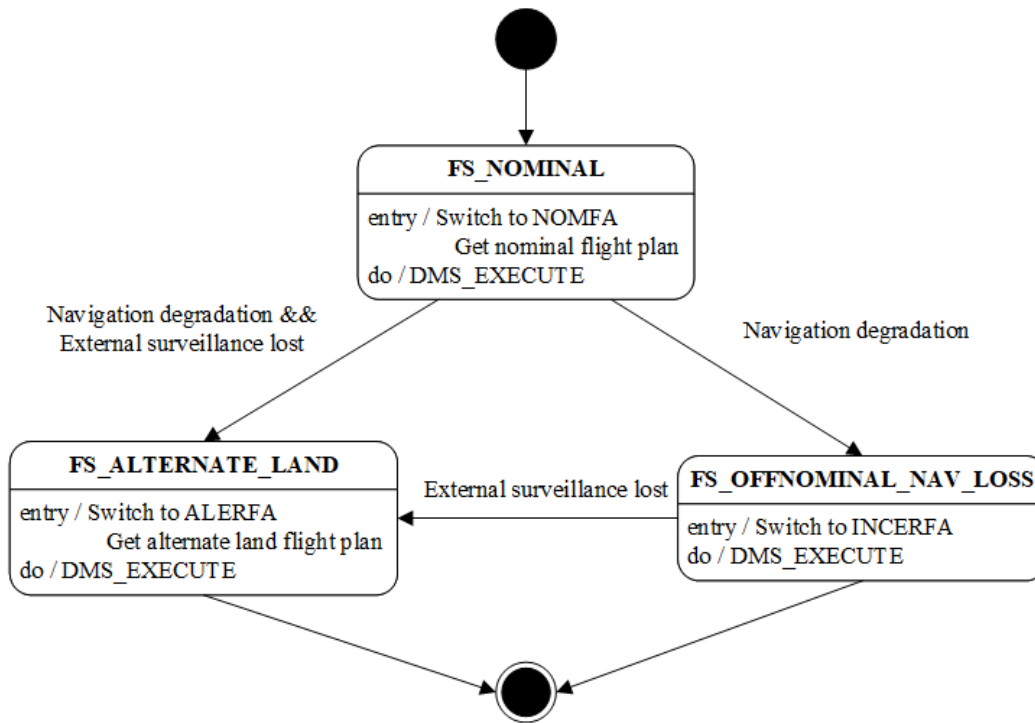 FS_NOMINAL
entry / Switch to NOMFA
Get nominal flight plan
do / DMS_EXECUTE
Navigation degradation &&
External surveillance lost
Navigation degradation
FS_ALTERNATE_LAND
entry / Switch to ALERFA
Get alternate land flight plan
do / DMS_EXECUTE
External surveillance lost
FS_OFFNOMINAL_NAV_LOSS
entry / Switch to INCERFA
do / DMS_EXECUTE